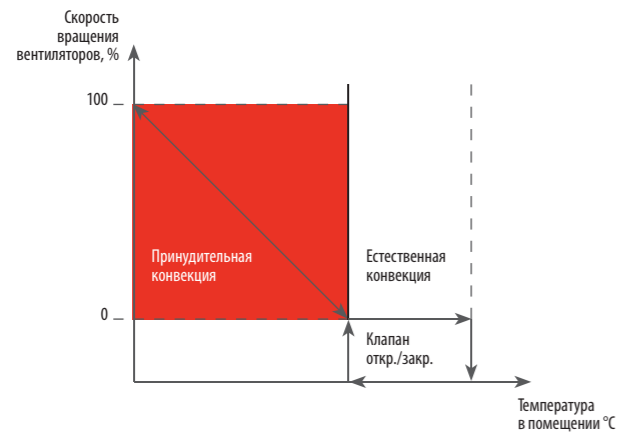 Скорость
вращения
вентиляторов, %
100
Принудительная
конвекция
Естественная
конвекция
0
Клапан
откр./закр.
Температура
в помещении °C